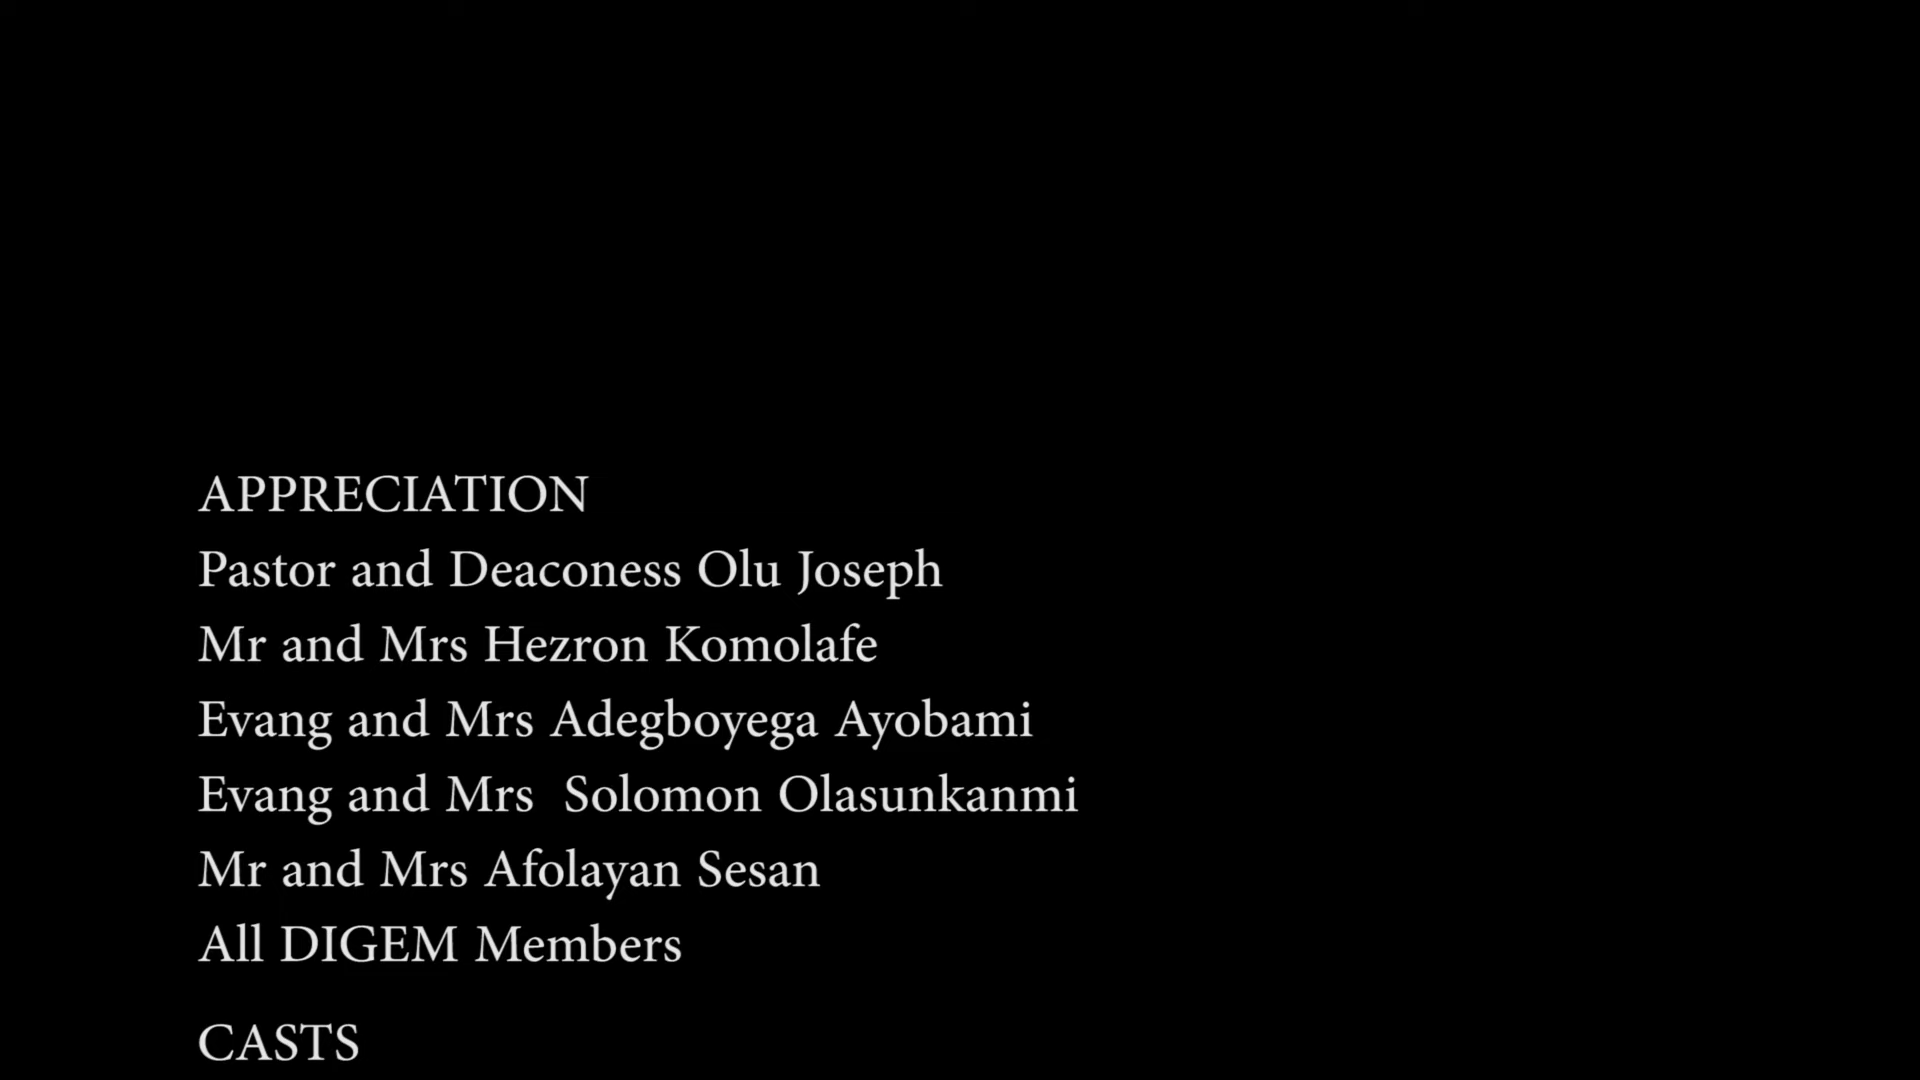 APPRECIATION
Pastor and Deaconess Olu Joseph
Mr and Mrs Hezron Komolafe
Evang and Mrs Adegboyega Ayobami
Evang and Mrs  Solomon Olasunkanmi
Mr and Mrs Afolayan Sesan
All DIGEM Members
CASTS